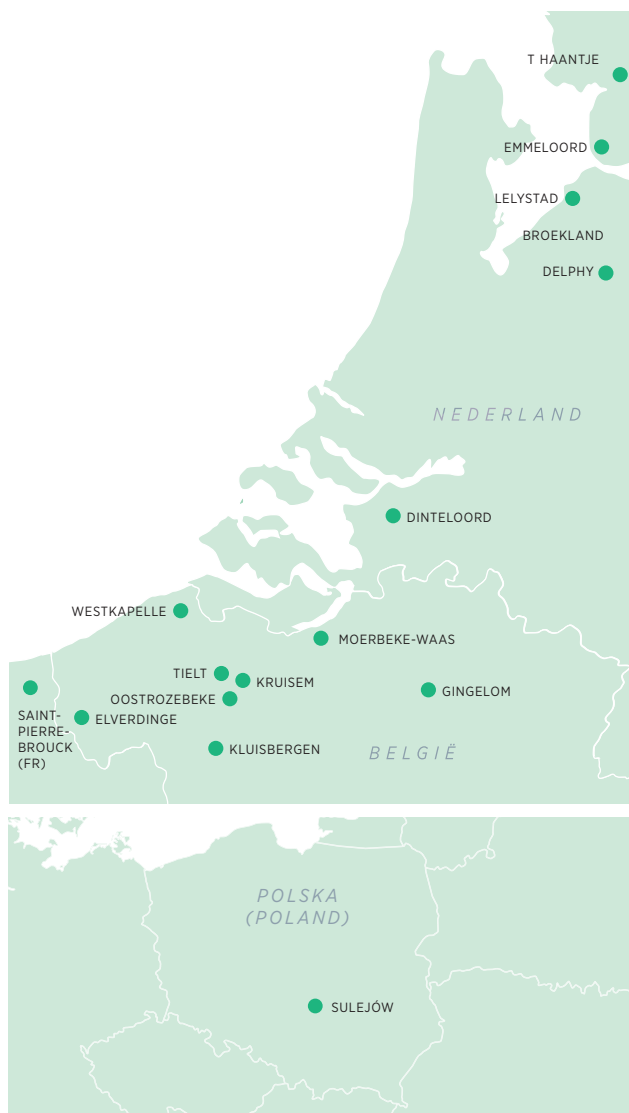 T HAANTJE
EMMELOORD
LELYSTAD
BROEKLAND
DELPHY
NEDERLAND
DINTELOORD
WESTKAPELLE
MOERBEKE-WAAS
TIELT
KRUISEM
GINGELOM
OOSTROZEBEKE
SAINT-
PIERRE-
BROUCK
(FR)
ELVERDINGE
KLUISBERGEN
BELGIË
POLSKA
(POLAND)
SULEJÓW